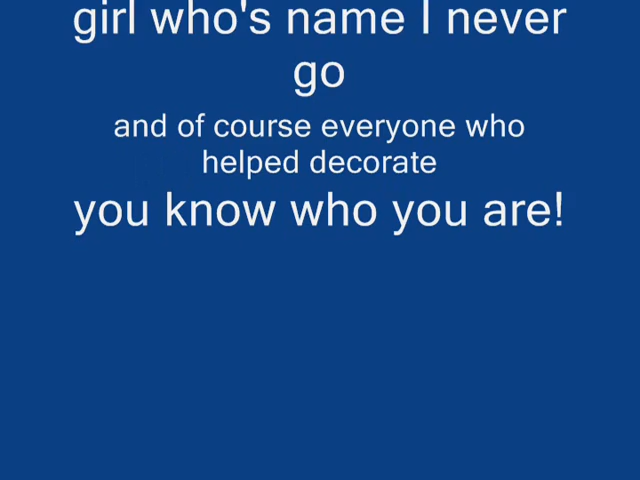 girl who's name I never
go
and of course everyone who
helped decorate
you know who you are!